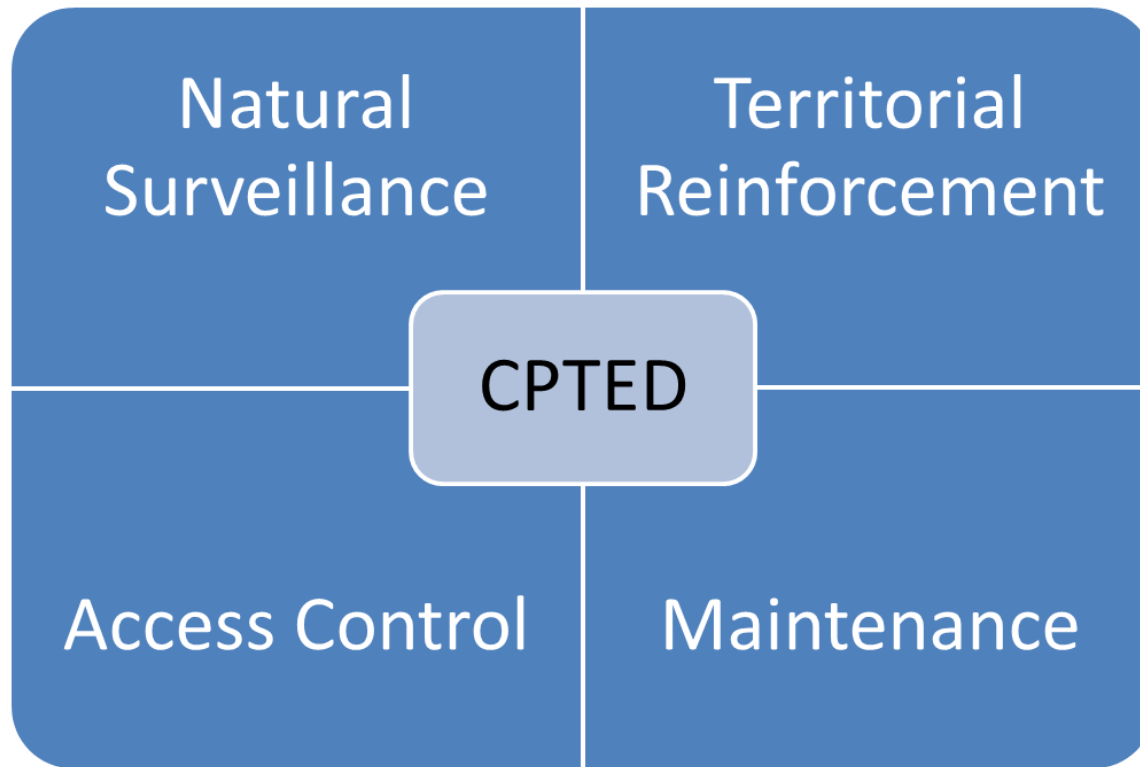 Natural
Surveillance
Territorial
Reinforcement
CPTED
Access Control
Maintenance